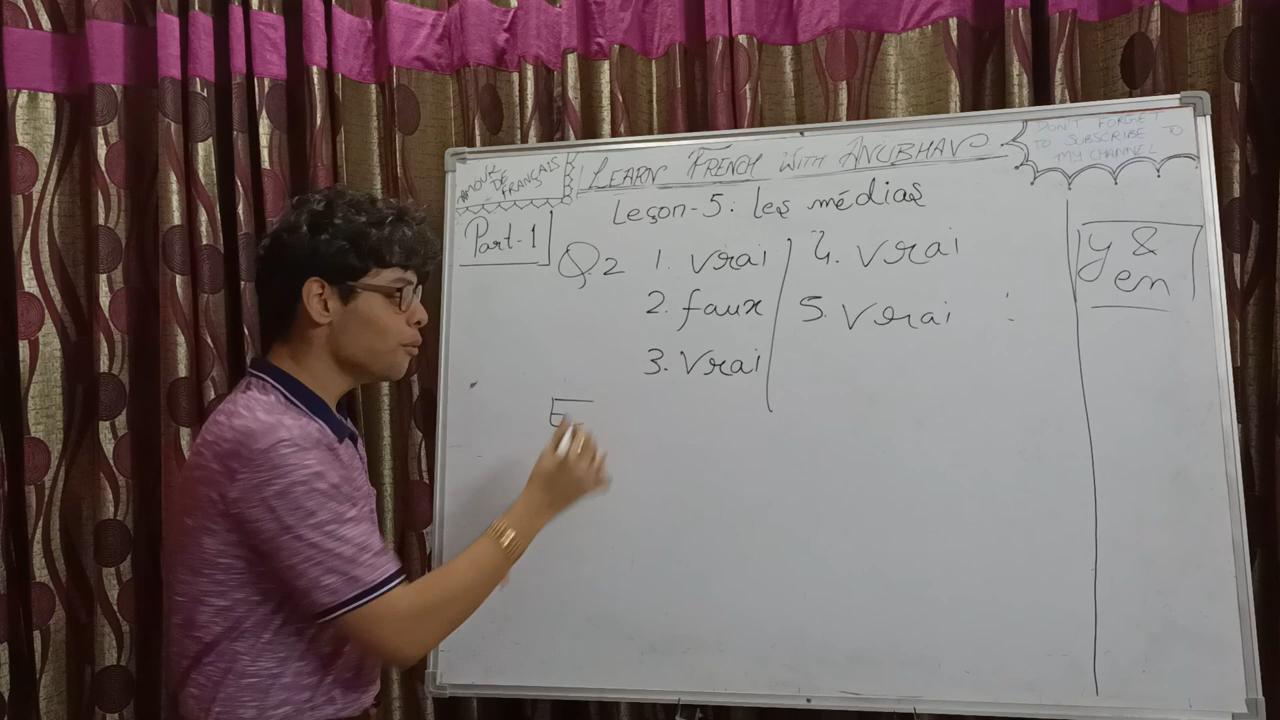 AMOUR
DE
FRANÇAIS
LEARN FRENCH WITH ANUBHAV
DON'T FORGET
TO SUBSCRIBE TO
MY CHANNEL
Leçon-5: les médias
Part-1
Q.2 1. vrai 4. vrai
2. faux 5. vrai
3. vrai
E
y &
en